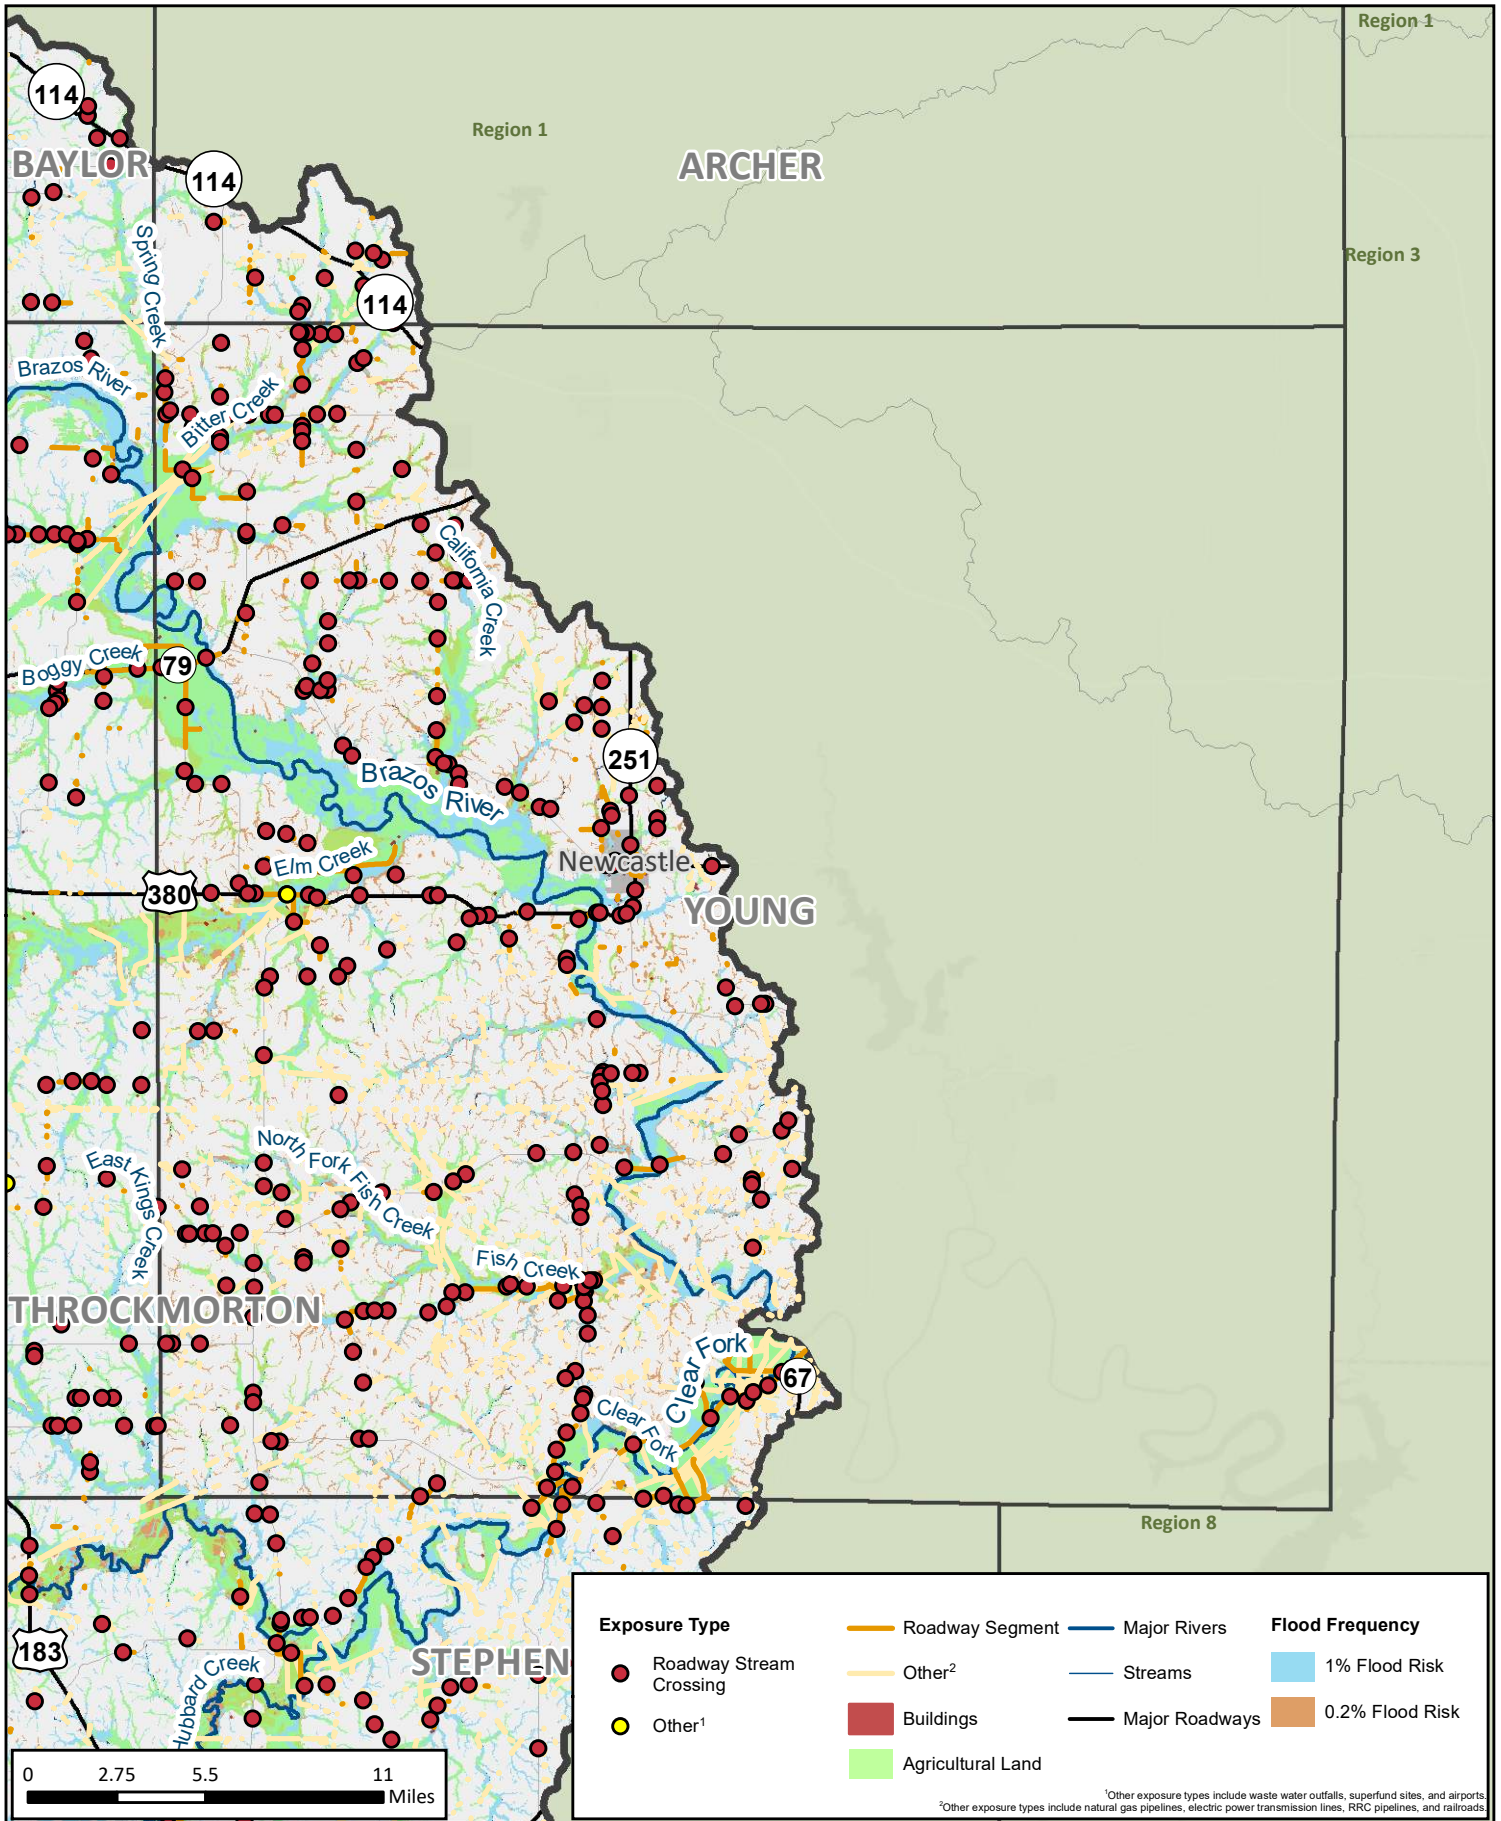 Region 1
114
Region 1
BAYLOR
ARCHER
114
Spring Creek
Region 3
114
Brazos River
Bitter Creek
California Creek
Boggy Creek
79
251
Brazos River
Elm Creek
Newcastle
380
YOUNG
North Fork Fish Creek
East Kings Creek
Fish Creek
THROCKMORTON
Clear Fork
67
Clear Fork
Region 8
183
STEPHEN
Hubbard Creek
Exposure Type
Roadway Stream
Crossing
Other1
Roadway Segment
Other2
Buildings
Agricultural Land
Major Rivers
Streams
Major Roadways
Flood Frequency
1% Flood Risk
0.2% Flood Risk
0 2.75 5.5 11
Miles
1Other exposure types include waste water outfalls, superfund sites, and airports.
2Other exposure types include natural gas pipelines, electric power transmission lines, RRC pipelines, and railroads.